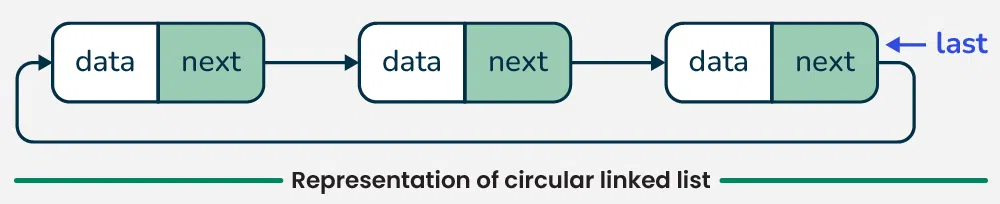 data next data next data next last
Representation of circular linked list